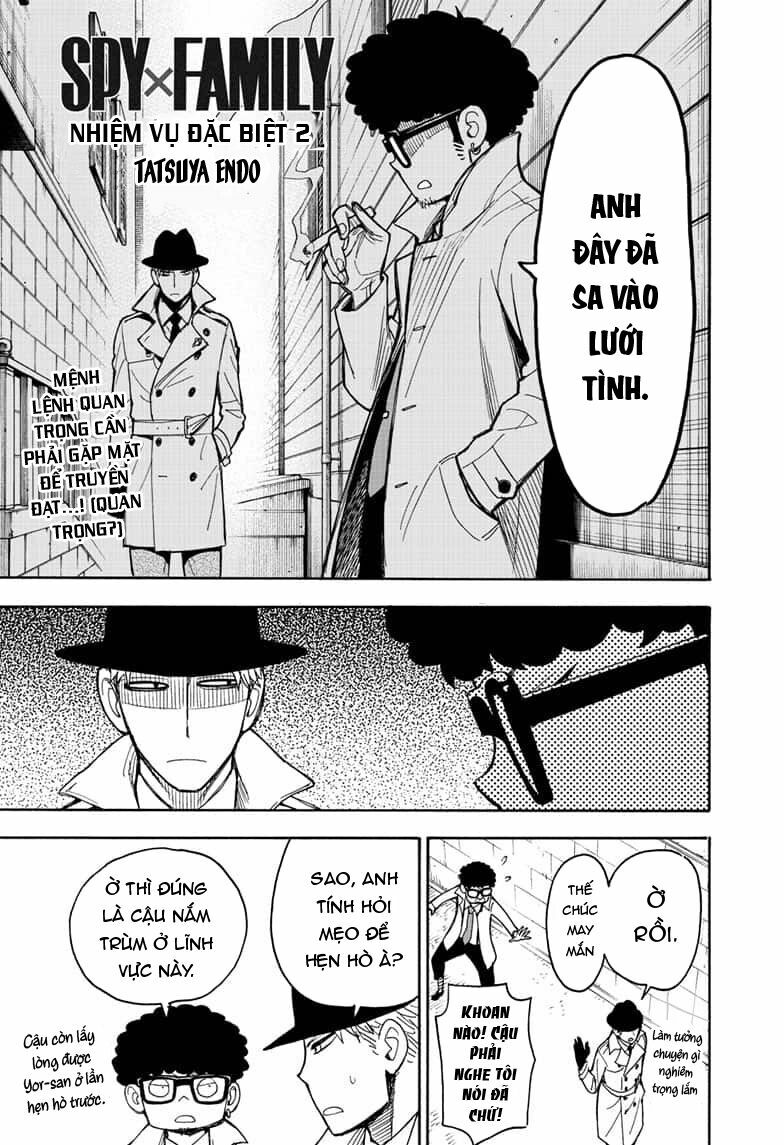 SPY×FAMILY
NHIỆM VỤ ĐẶC BIỆT 2
TATSUYA ENDO
ANH
ĐÂY ĐÃ
SA VÀO
LƯỚI
TÌNH.
MỆNH
LỆNH QUAN
TRỌNG CẦN
PHẢI GẶP MẶT
ĐỂ TRUYỀN
ĐẠT...! (QUAN
TRỌNG?)
Ờ
RỒI.
THẾ
CHÚC
MAY
MẮN
Làm tưởng
chuyện gì
nghiêm
trọng lắm
KHOAN
NÀO! CẬU
PHẢI
NGHE TÔI
NÓI ĐÃ
CHỨ!
SAO, ANH
TÍNH HỎI
MẸO ĐỂ
HẸN HÒ À?
Ờ THÌ ĐÚNG
LÀ CẬU NẮM
TRÙM Ở LĨNH
VỰC NÀY.
Cậu còn lấy
lòng được
Yor-san ở lần
hẹn hò trước.